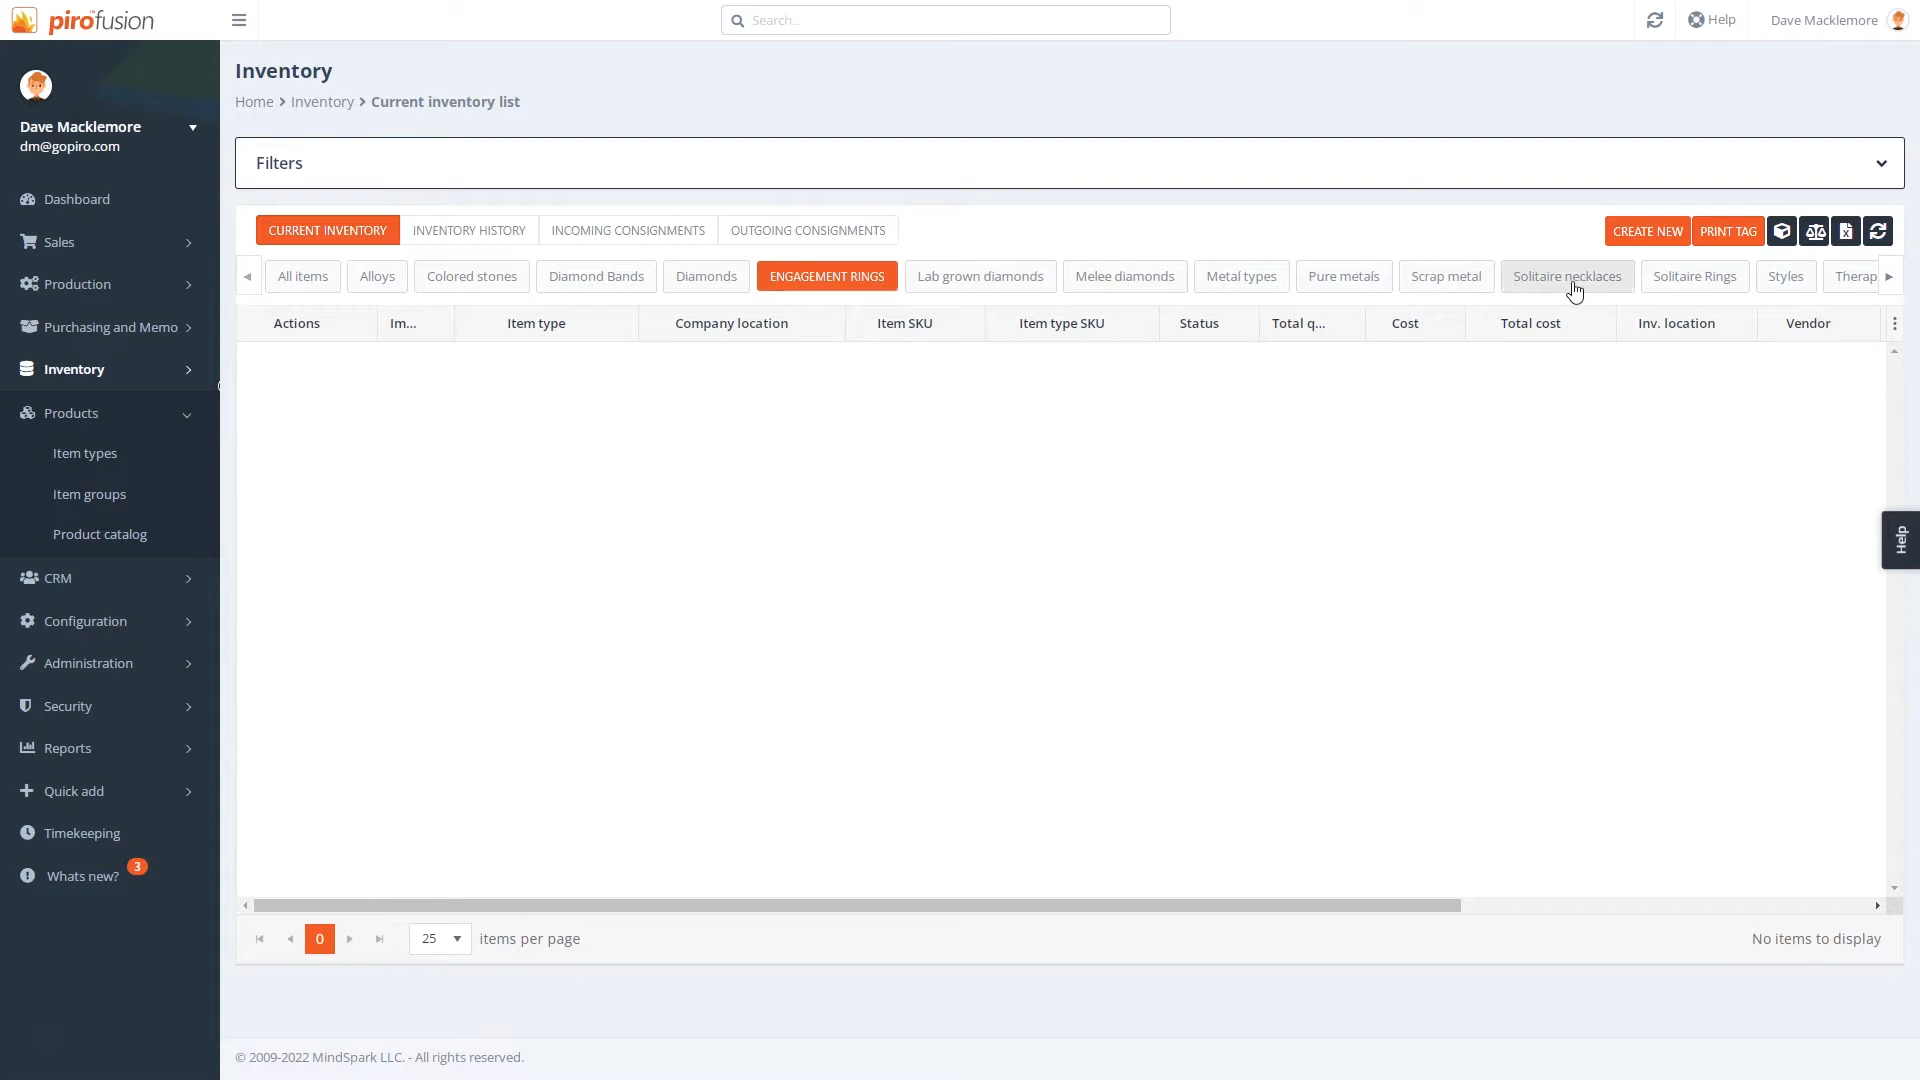 pirofusion
Search...
Help
Dave Macklemore
Dave Macklemore
dm@gopiro.com
Dashboard
Sales
Production
Purchasing and Memo
Inventory
Products
Item types
Item groups
Product catalog
CRM
Configuration
Administration
Security
Reports
Quick add
Timekeeping
Whats new? 3
Inventory
Home > Inventory > Current inventory list
Filters
CURRENT INVENTORY INVENTORY HISTORY INCOMING CONSIGNMENTS OUTGOING CONSIGNMENTS CREATE NEW PRINT TAG
All items Alloys Colored stones Diamond Bands Diamonds ENGAGEMENT RINGS Lab grown diamonds Melee diamonds Metal types Pure metals Scrap metal Solitaire necklaces Solitaire Rings Styles Therap
Actions Im... Item type Company location Item SKU Item type SKU Status Total q... Cost Total cost Inv. location Vendor
0 25 items per page No items to display
Help
© 2009-2022 MindSpark LLC. - All rights reserved.